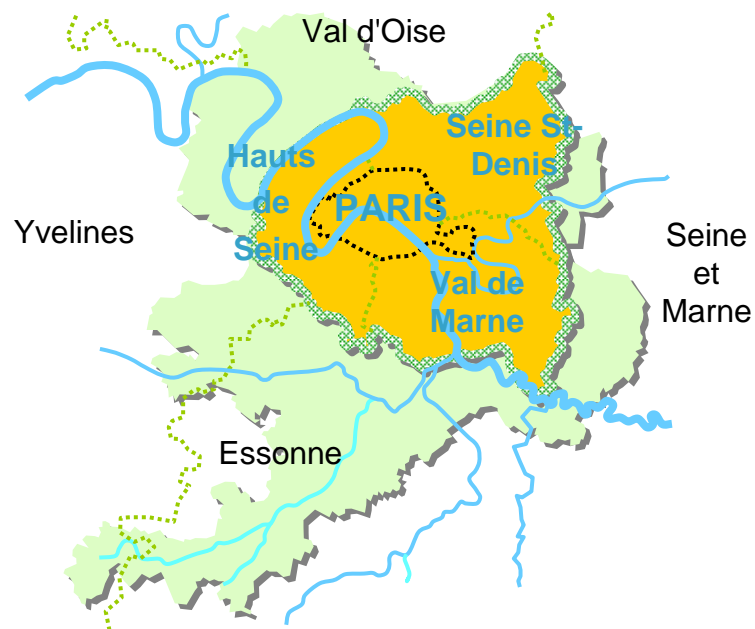 Val d'Oise
Seine St-
Denis
Hauts
de
Seine
PARIS
Yvelines
Seine
et
Marne
Val de
Marne
Essonne